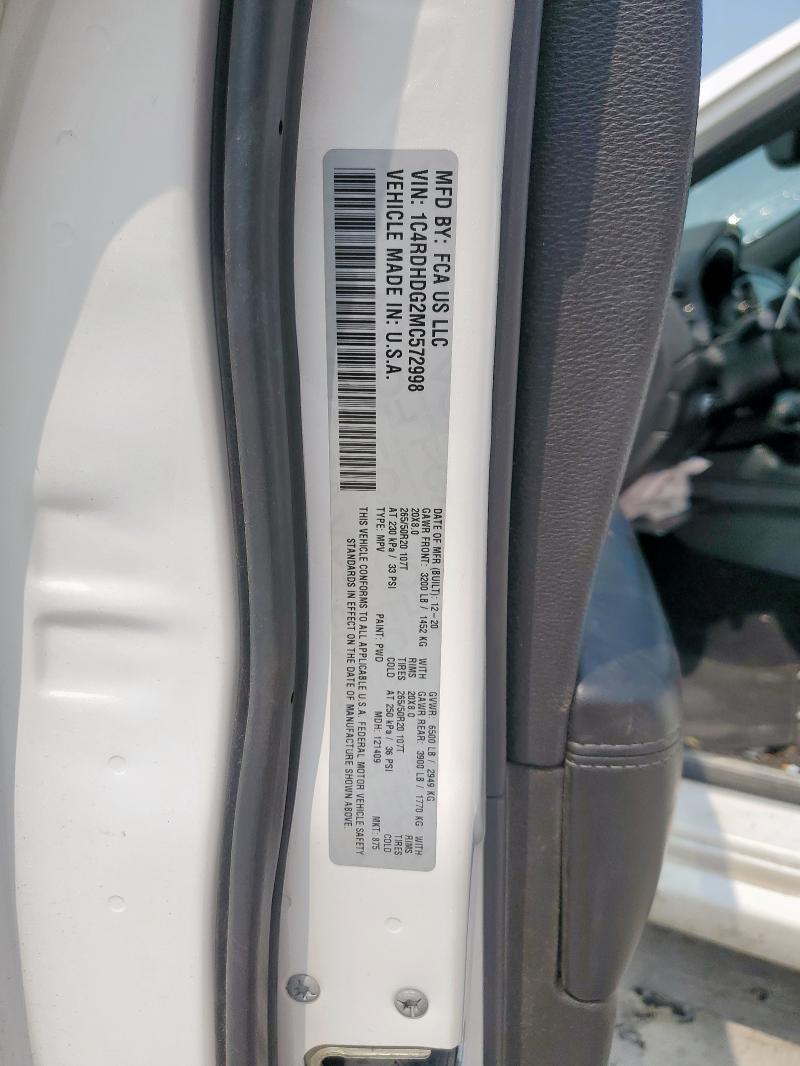 MFD BY: FCA US LLC
VIN: 1C4RDHDG2MC572998
VEHICLE MADE IN: U.S.A.
DATE OF MFR (BUILT): 12-20 GVWR: 6500 LB / 2949 KG
GAWR FRONT: 3200 LB / 1452 KG WITH GAWR REAR: 3900 LB / 1770 KG WITH
20X8.0 RIMS 20X8.0 RIMS
265/50R20 107T TIRES 265/50R20 107T TIRES
AT 230 kPa / 33 PSI COLD AT 250 kPa / 36 PSI COLD
TYPE: MPV PAINT: PWD MDH: 121409 MKT: 875
THIS VEHICLE CONFORMS TO ALL APPLICABLE U.S.A. FEDERAL MOTOR VEHICLE SAFETY
STANDARDS IN EFFECT ON THE DATE OF MANUFACTURE SHOWN ABOVE.